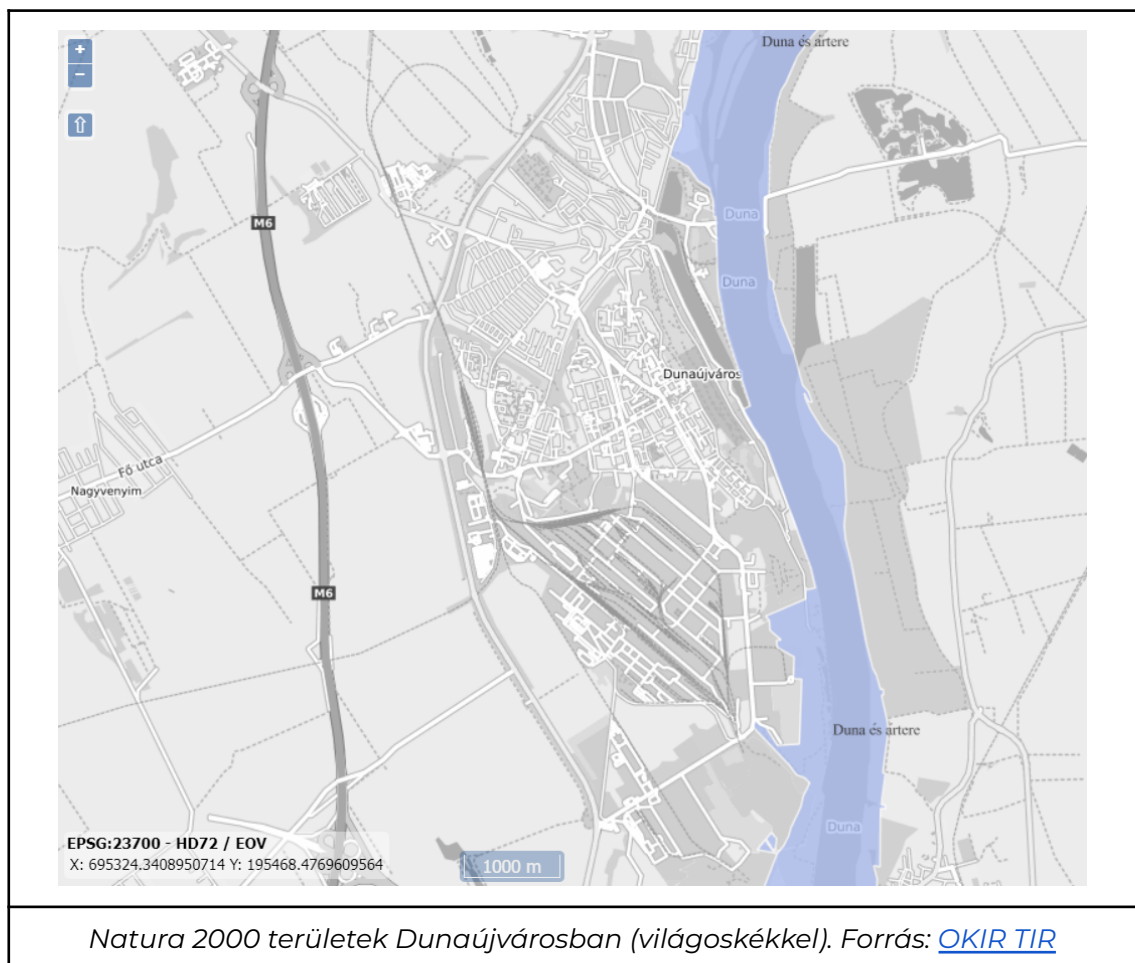 +
−
⇧
Duna és ártere
Duna
M6
Duna
Dunaújváros
Fő utca
Nagyvenyim
M6
Duna és ártere
Duna
EPSG:23700 - HD72 / EOV
X: 695324.3408950714 Y: 195468.4769609564
1000 m
Natura 2000 területek Dunaújvárosban (világoskékkel). Forrás: OKIR TIR